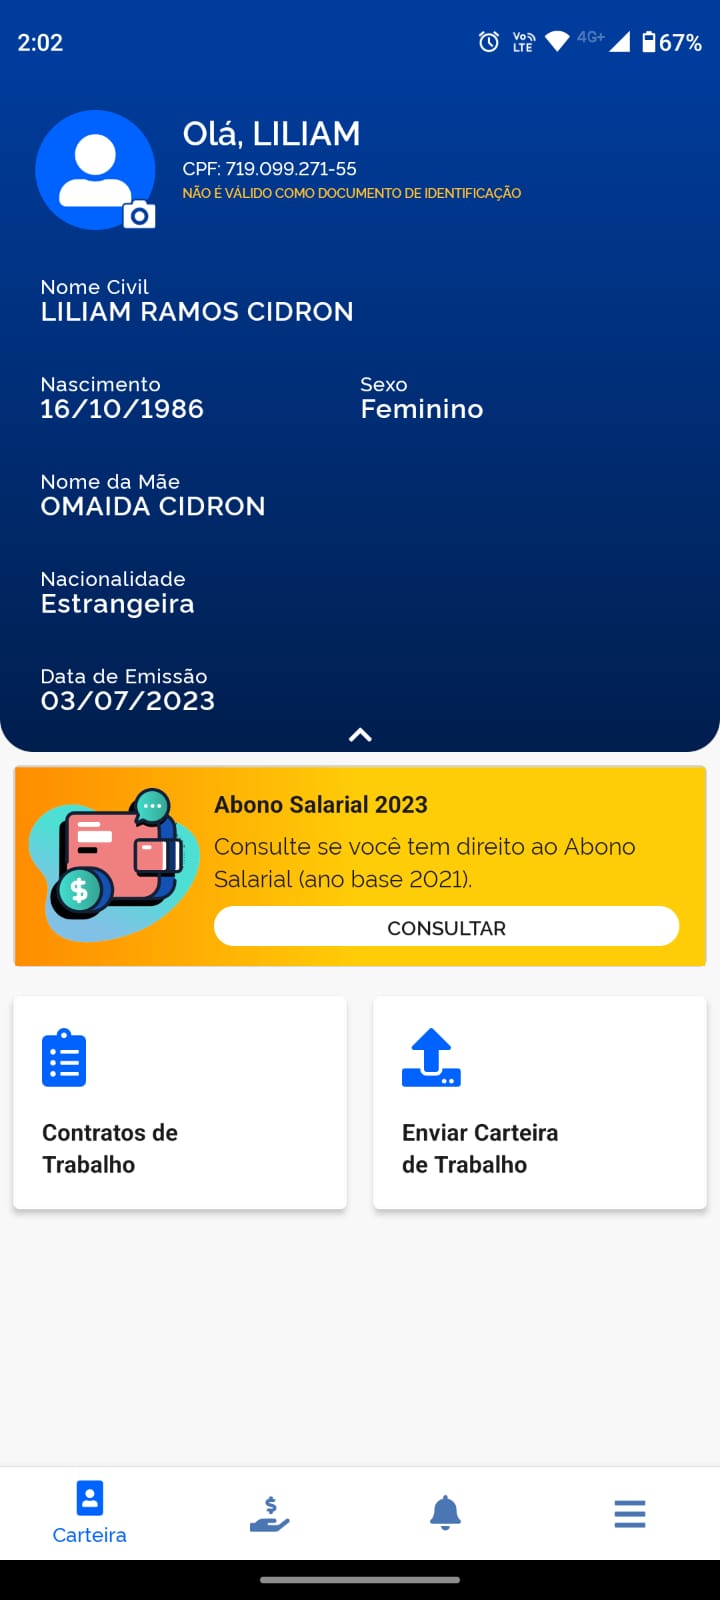 2:02
Vo LTE 4G+ 67%
Olá, LILIAM
CPF: 719.099.271-55
NÃO É VÁLIDO COMO DOCUMENTO DE IDENTIFICAÇÃO
Nome Civil
LILIAM RAMOS CIDRON
Nascimento
16/10/1986
Sexo
Feminino
Nome da Mãe
OMAIDA CIDRON
Nacionalidade
Estrangeira
Data de Emissão
03/07/2023
Abono Salarial 2023
Consulte se você tem direito ao Abono
Salarial (ano base 2021).
CONSULTAR
Contratos de
Trabalho
Enviar Carteira
de Trabalho
Carteira